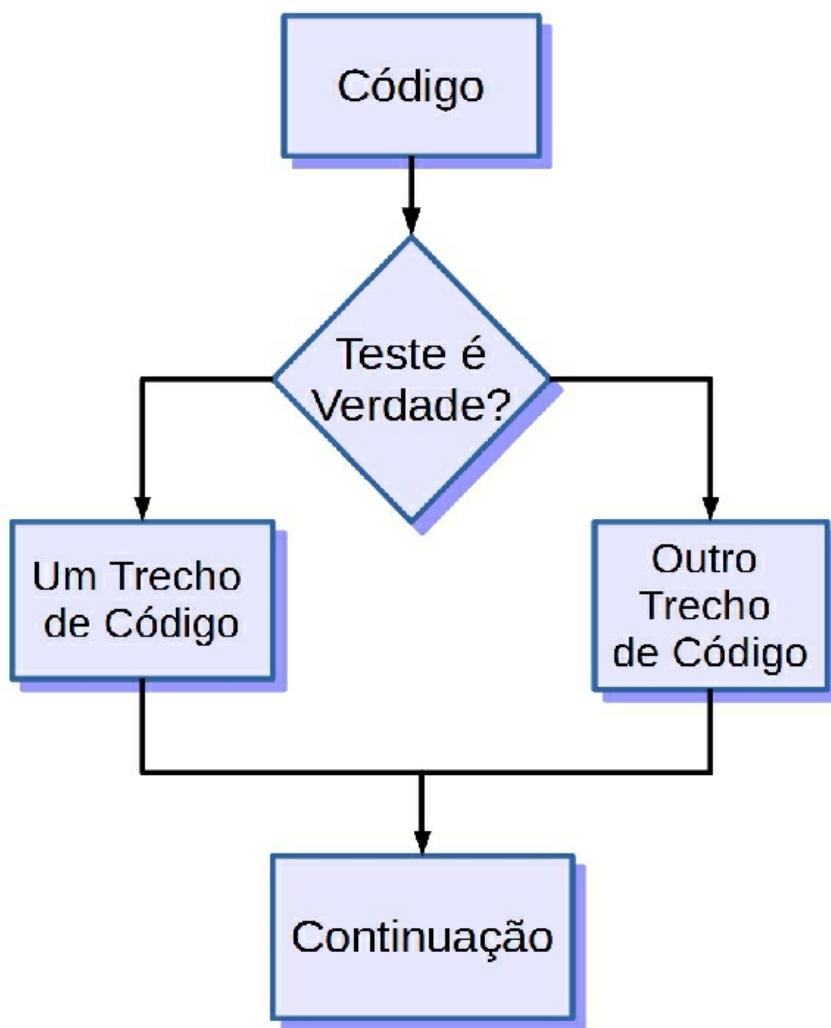 Código
Teste é
Verdade?
Um Trecho
de Código
Outro
Trecho
de Código
Continuação